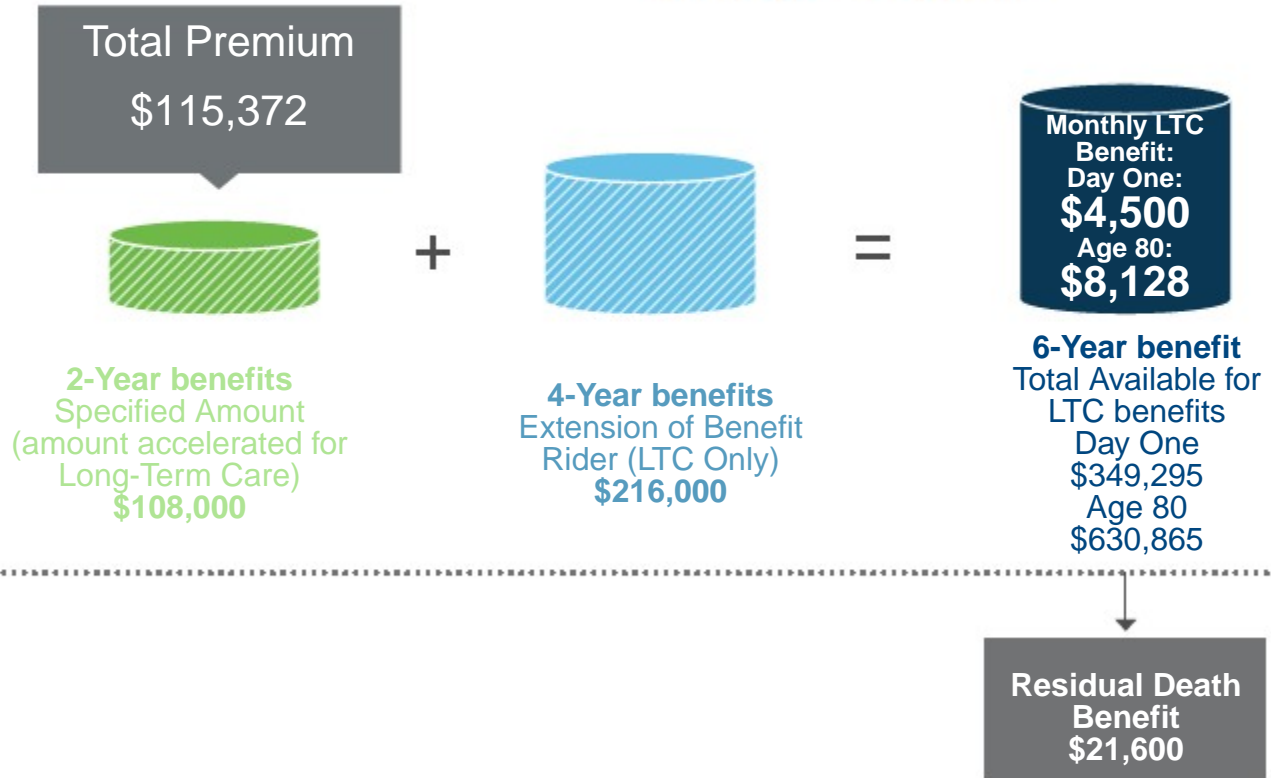 Total Premium
$115,372
+
=
Monthly LTC
Benefit:
Day One:
$4,500
Age 80:
$8,128
2-Year benefits
Specified Amount
(amount accelerated for
Long-Term Care)
$108,000
4-Year benefits
Extension of Benefit
Rider (LTC Only)
$216,000
6-Year benefit
Total Available for
LTC benefits
Day One
$349,295
Age 80
$630,865
Residual Death
Benefit
$21,600